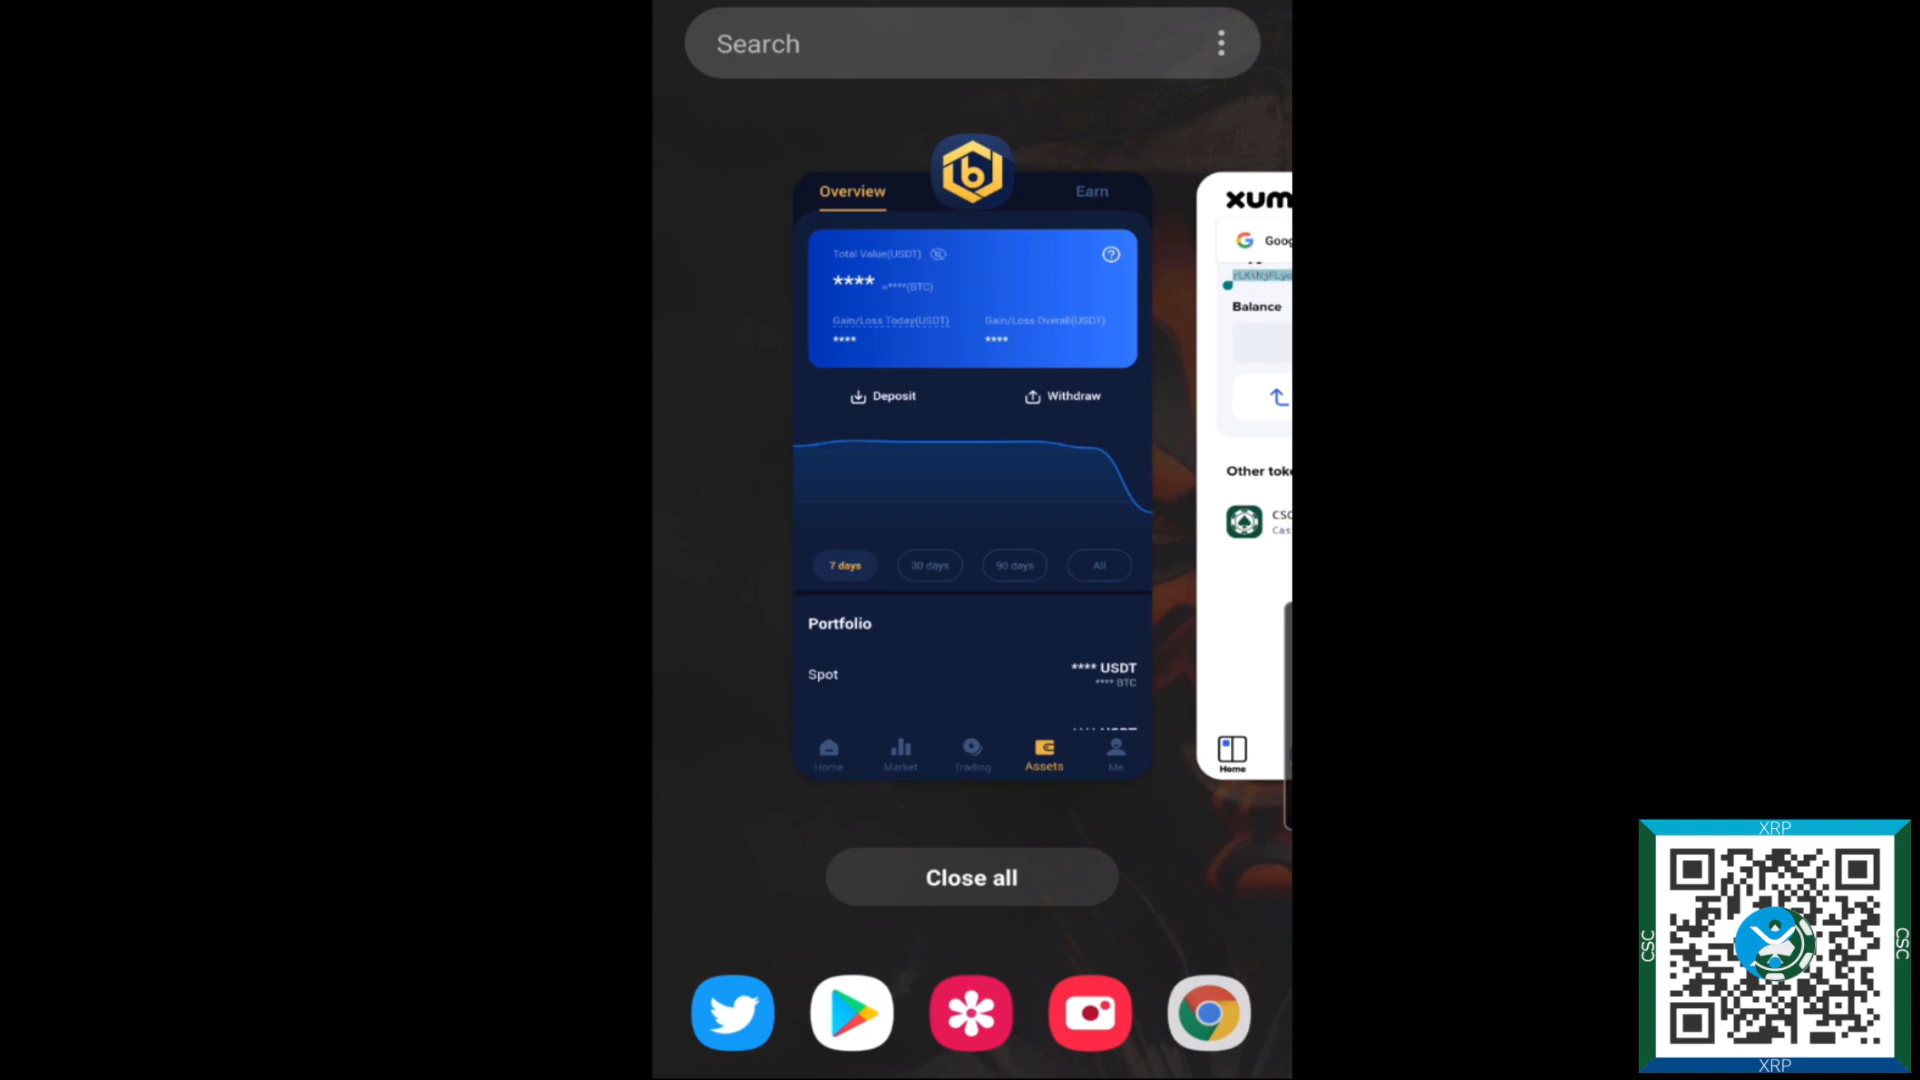 Search
Overview
Earn
Total Value(USDT)
**** ≈****(BTC)
Gain/Loss Today(USDT)
Gain/Loss Overall(USDT)
****
****
Deposit
Withdraw
7 days
30 days
90 days
All
Portfolio
Spot
**** USDT
**** BTC
Home
Market
Trading
Assets
Me
xum
Goog
Balance
Other toke
CSC
Cas
Home
Close all
XRP
CSC
CSC
XRP